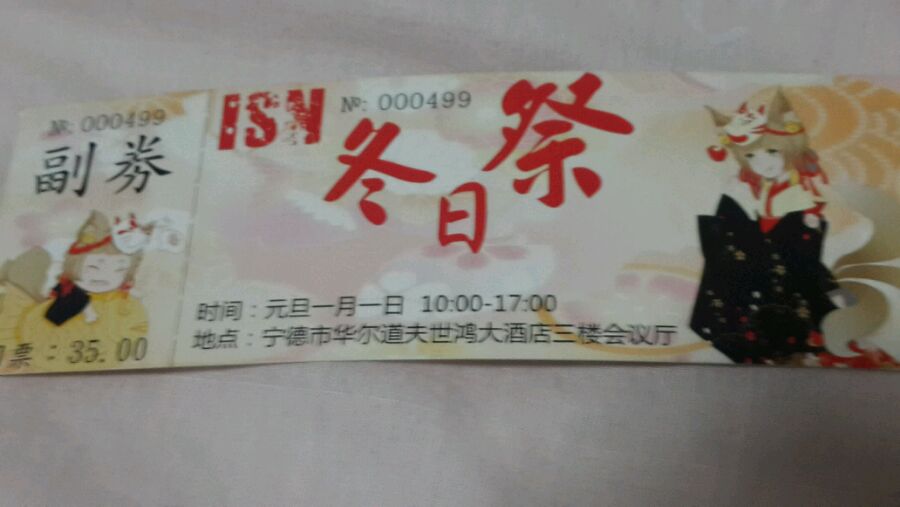 №: 000499
副券
门票：35.00
ISN
№: 000499
冬日祭
时间：元旦一月一日 10:00-17:00
地点：宁德市华尔道夫世鸿大酒店三楼会议厅